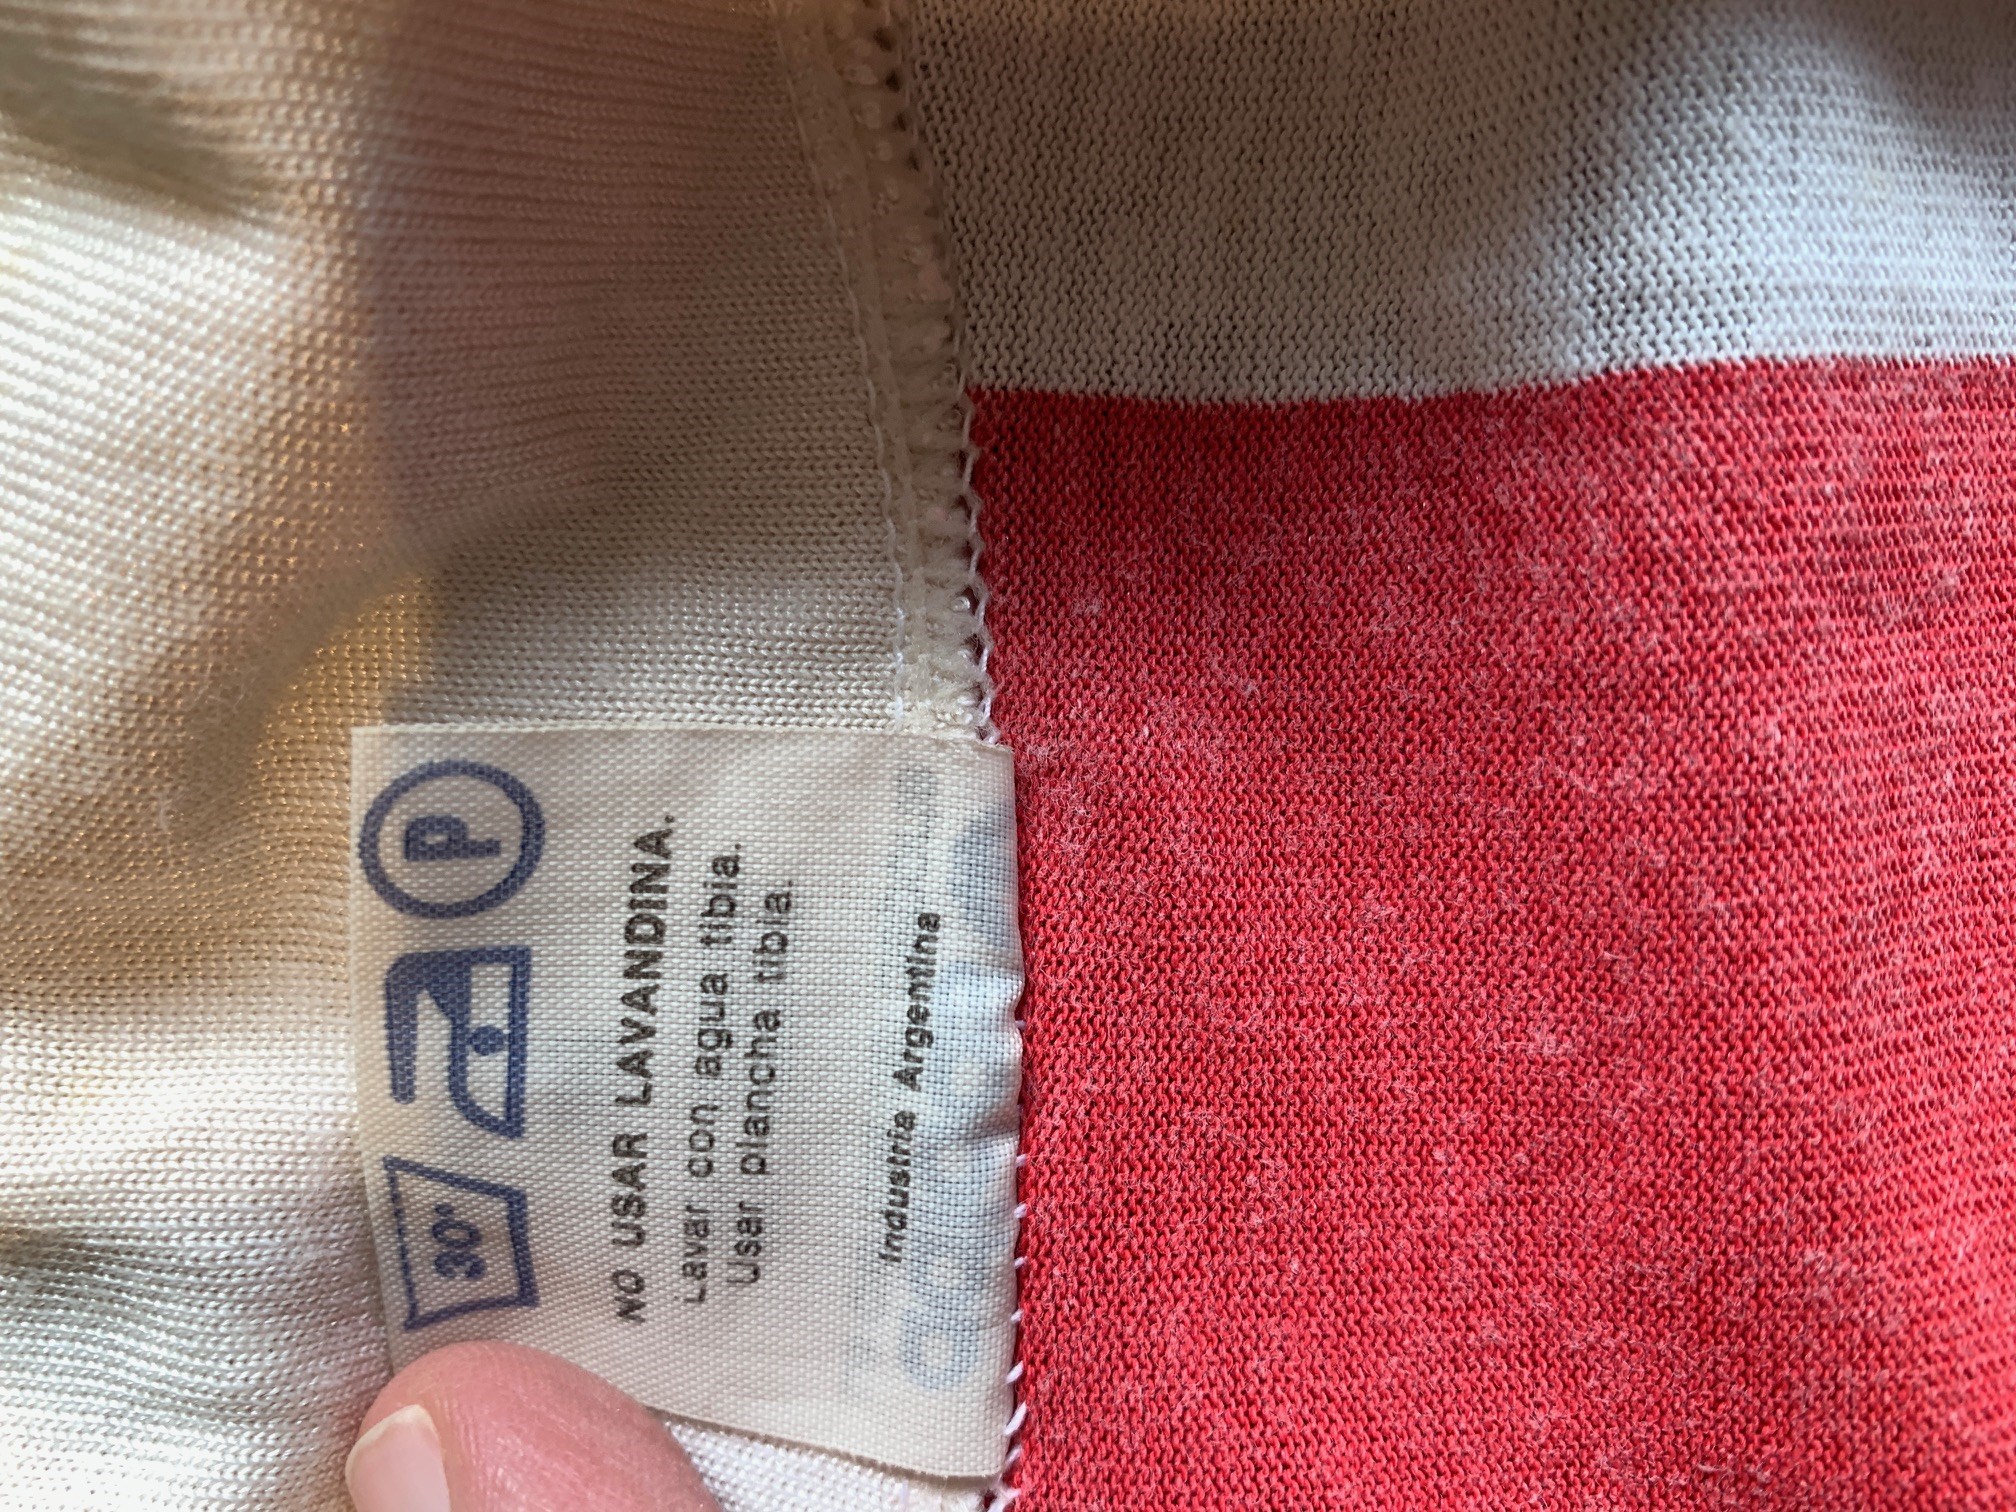 30° P
NO USAR LAVANDINA.
Lavar con agua tibia.
Usar plancha tibia.
Industria Argentina